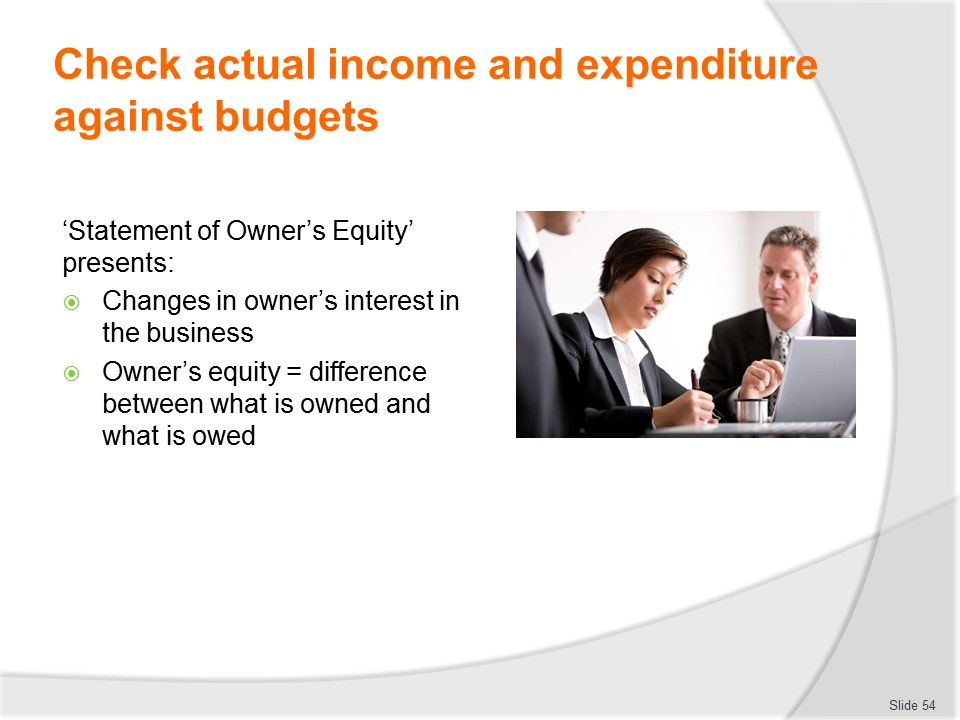 Check actual income and expenditure
against budgets
‘Statement of Owner’s Equity’
presents:
Changes in owner’s interest in
the business
Owner’s equity = difference
between what is owned and
what is owed
Slide 54